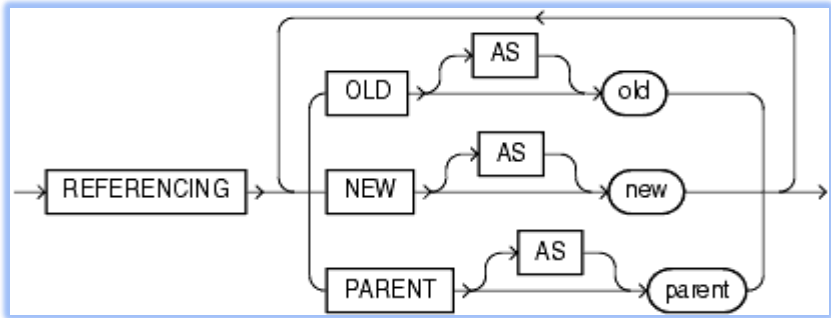 AS
OLD old
AS
REFERENCING NEW new
AS
PARENT parent